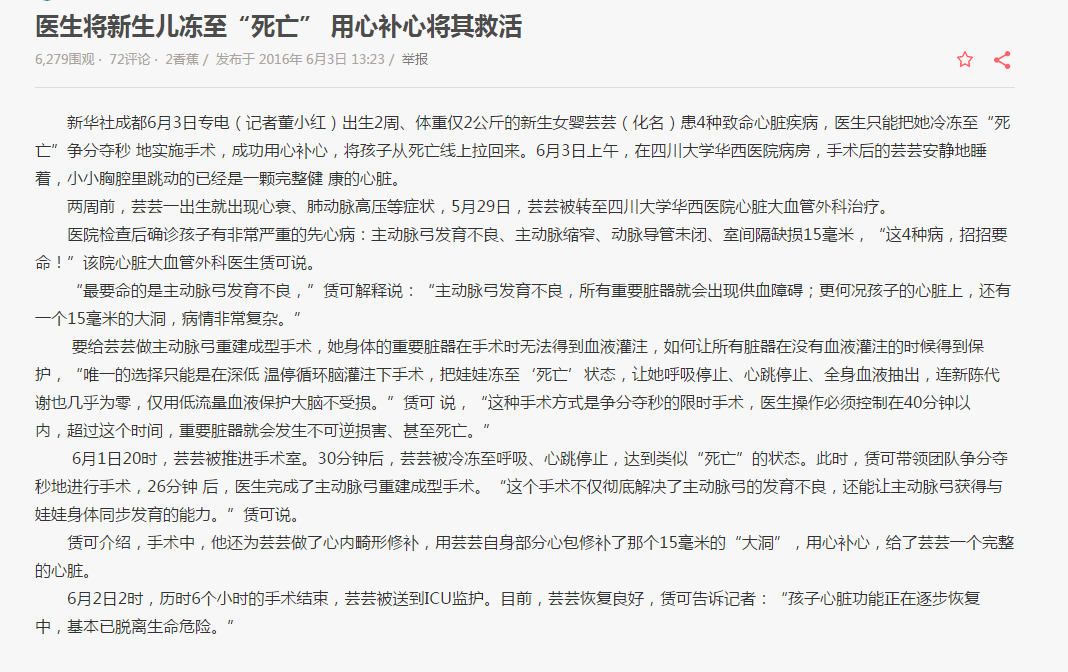 医生将新生儿冻至“死亡” 用心补心将其救活
6,279围观· 72评论· 2香蕉 / 发布于 2016年 6月3日 13:23 / 举报
新华社成都6月3日专电（记者董小红）出生2周、体重仅2公斤的新生女婴芸芸（化名）患4种致命心脏疾病，医生只能把她冷冻至“死
亡”争分夺秒 地实施手术，成功用心补心，将孩子从死亡线上拉回来。6月3日上午，在四川大学华西医院病房，手术后的芸芸安静地睡
着，小小胸腔里跳动的已经是一颗完整健 康的心脏。
两周前，芸芸一出生就出现心衰、肺动脉高压等症状，5月29日，芸芸被转至四川大学华西医院心脏大血管外科治疗。
医院检查后确诊孩子有非常严重的先心病：主动脉弓发育不良、主动脉缩窄、动脉导管未闭、室间隔缺损15毫米，“这4种病，招招要
命！”该院心脏大血管外科医生赁可说。
“最要命的是主动脉弓发育不良，”赁可解释说：“主动脉弓发育不良，所有重要脏器就会出现供血障碍；更何况孩子的心脏上，还有
一个15毫米的大洞，病情非常复杂。”
要给芸芸做主动脉弓重建成型手术，她身体的重要脏器在手术时无法得到血液灌注，如何让所有脏器在没有血液灌注的时候得到保
护，“唯一的选择只能是在深低 温停循环脑灌注下手术，把娃娃冻至‘死亡’状态，让她呼吸停止、心跳停止、全身血液抽出，连新陈代
谢也几乎为零，仅用低流量血液保护大脑不受损。”赁可 说，“这种手术方式是争分夺秒的限时手术，医生操作必须控制在40分钟以
内，超过这个时间，重要脏器就会发生不可逆损害、甚至死亡。”
6月1日20时，芸芸被推进手术室。30分钟后，芸芸被冷冻至呼吸、心跳停止，达到类似“死亡”的状态。此时，赁可带领团队争分夺
秒地进行手术，26分钟 后，医生完成了主动脉弓重建成型手术。“这个手术不仅彻底解决了主动脉弓的发育不良，还能让主动脉弓获得与
娃娃身体同步发育的能力。”赁可说。
赁可介绍，手术中，他还为芸芸做了心内畸形修补，用芸芸自身部分心包修补了那个15毫米的“大洞”，用心补心，给了芸芸一个完整
的心脏。
6月2日2时，历时6个小时的手术结束，芸芸被送到ICU监护。目前，芸芸恢复良好，赁可告诉记者：“孩子心脏功能正在逐步恢复
中，基本已脱离生命危险。”